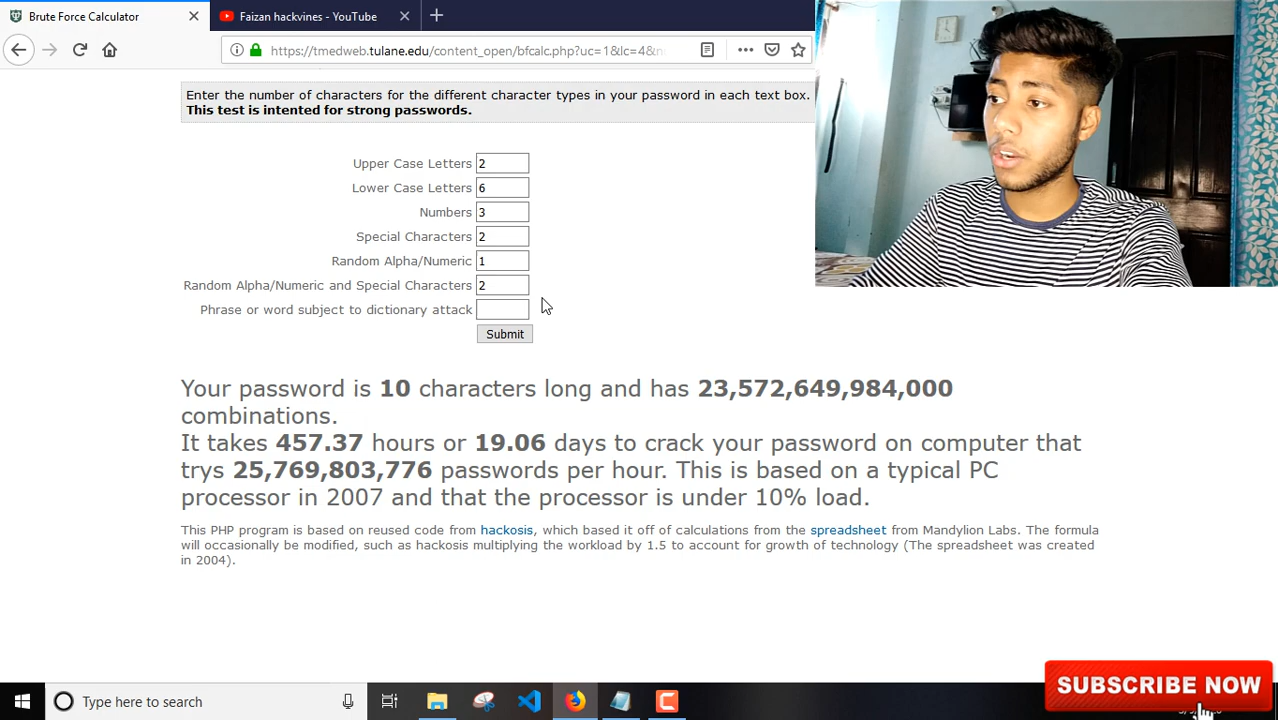 Brute Force Calculator
Faizan hackvines - YouTube
https://tmedweb.tulane.edu/content_open/bfcalc.php?uc=1&lc=4&
Enter the number of characters for the different character types in your password in each text box.
This test is intented for strong passwords.
Upper Case Letters 2
Lower Case Letters 6
Numbers 3
Special Characters 2
Random Alpha/Numeric 1
Random Alpha/Numeric and Special Characters 2
Phrase or word subject to dictionary attack
Submit
Your password is 10 characters long and has 23,572,649,984,000
combinations.
It takes 457.37 hours or 19.06 days to crack your password on computer that
trys 25,769,803,776 passwords per hour. This is based on a typical PC
processor in 2007 and that the processor is under 10% load.
This PHP program is based on reused code from hackosis, which based it off of calculations from the spreadsheet from Mandylion Labs. The formula
will occasionally be modified, such as hackosis multiplying the workload by 1.5 to account for growth of technology (The spreadsheet was created
in 2004).
SUBSCRIBE NOW
Type here to search